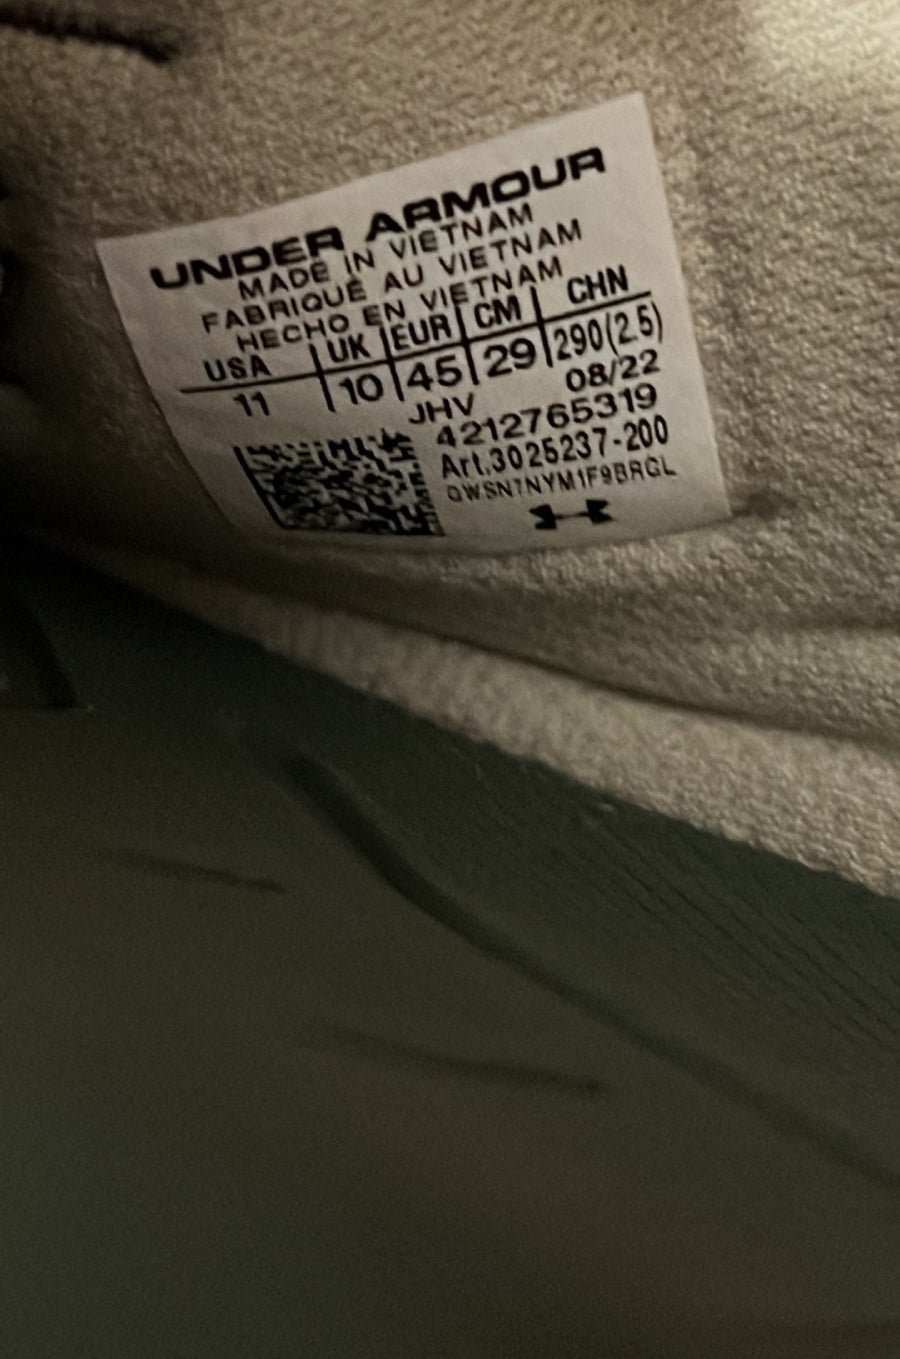 UNDER ARMOUR
MADE IN VIETNAM
FABRIQUÉ AU VIETNAM
HECHO EN VIETNAM
USA UK EUR CM CHN
11 10 45 29 290(2.5)
JHV 08/22
4212765319
Art.3025237-200